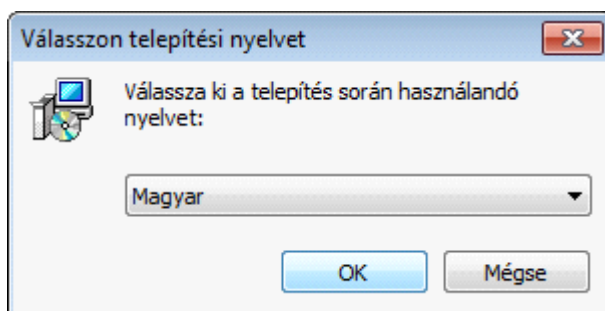 Válasszon telepítési nyelvet
Válassza ki a telepítés során használandó
nyelvet:
Magyar
OK
Mégse